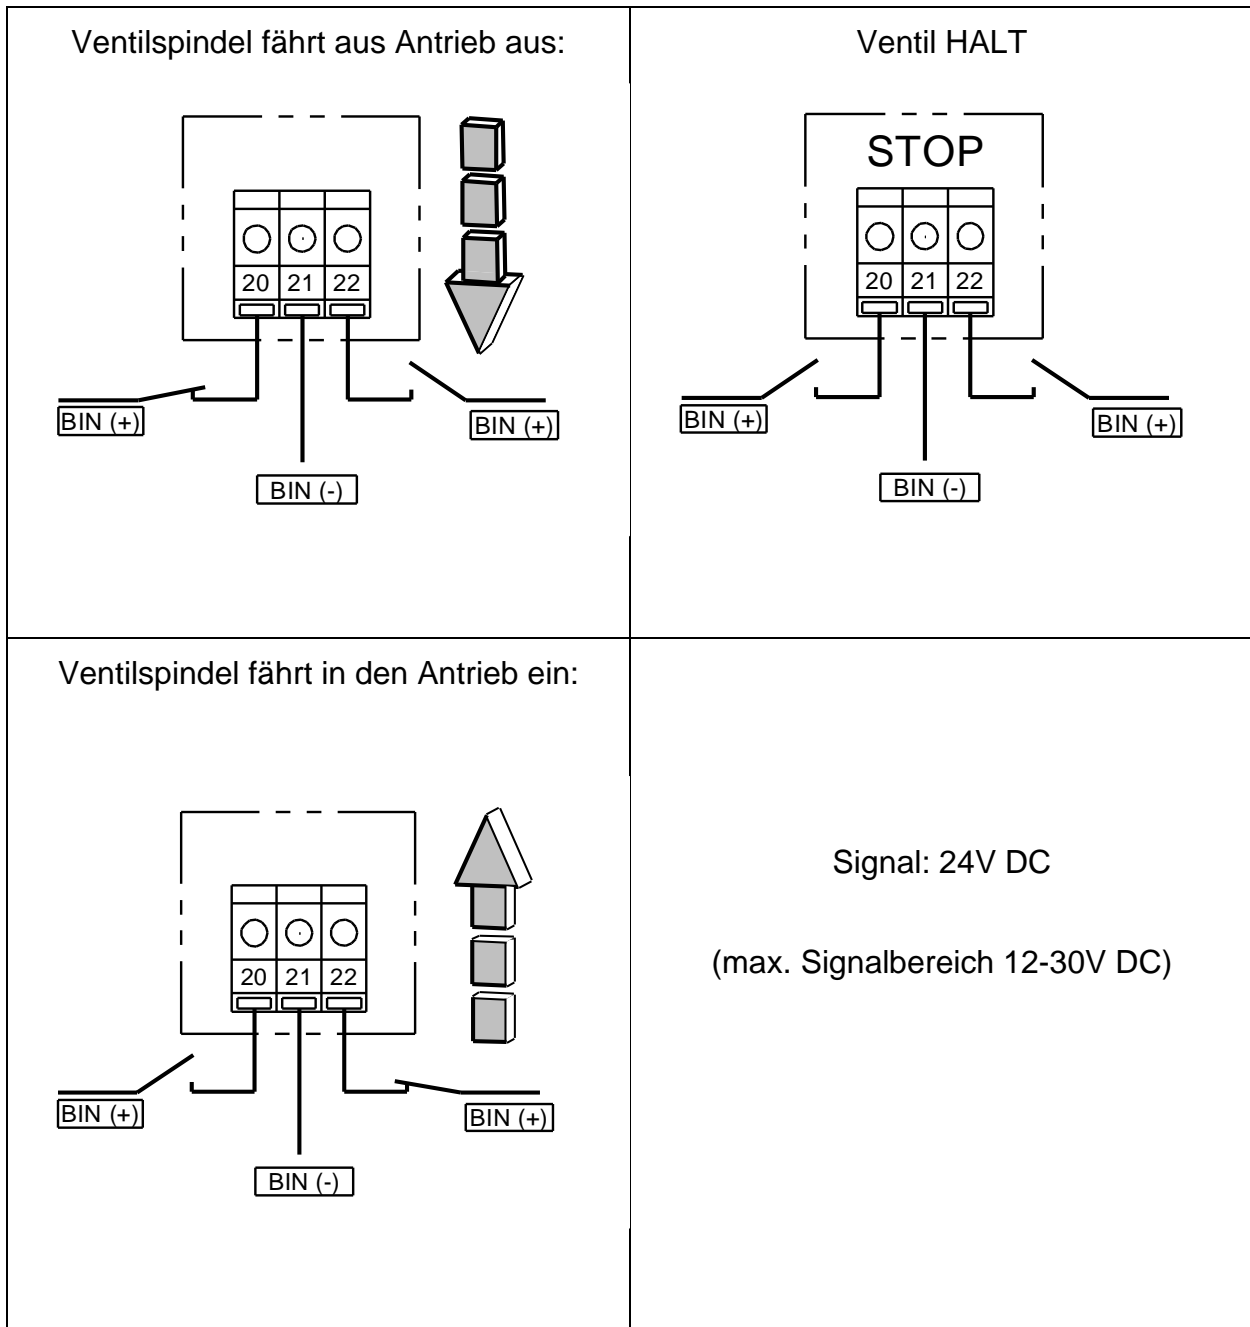 Ventilspindel fährt aus Antrieb aus:
20 21 22
BIN (+)
BIN (+)
BIN (-)
Ventil HALT
STOP
20 21 22
BIN (+)
BIN (+)
BIN (-)
Ventilspindel fährt in den Antrieb ein:
20 21 22
BIN (+)
BIN (+)
BIN (-)
Signal: 24V DC
(max. Signalbereich 12-30V DC)